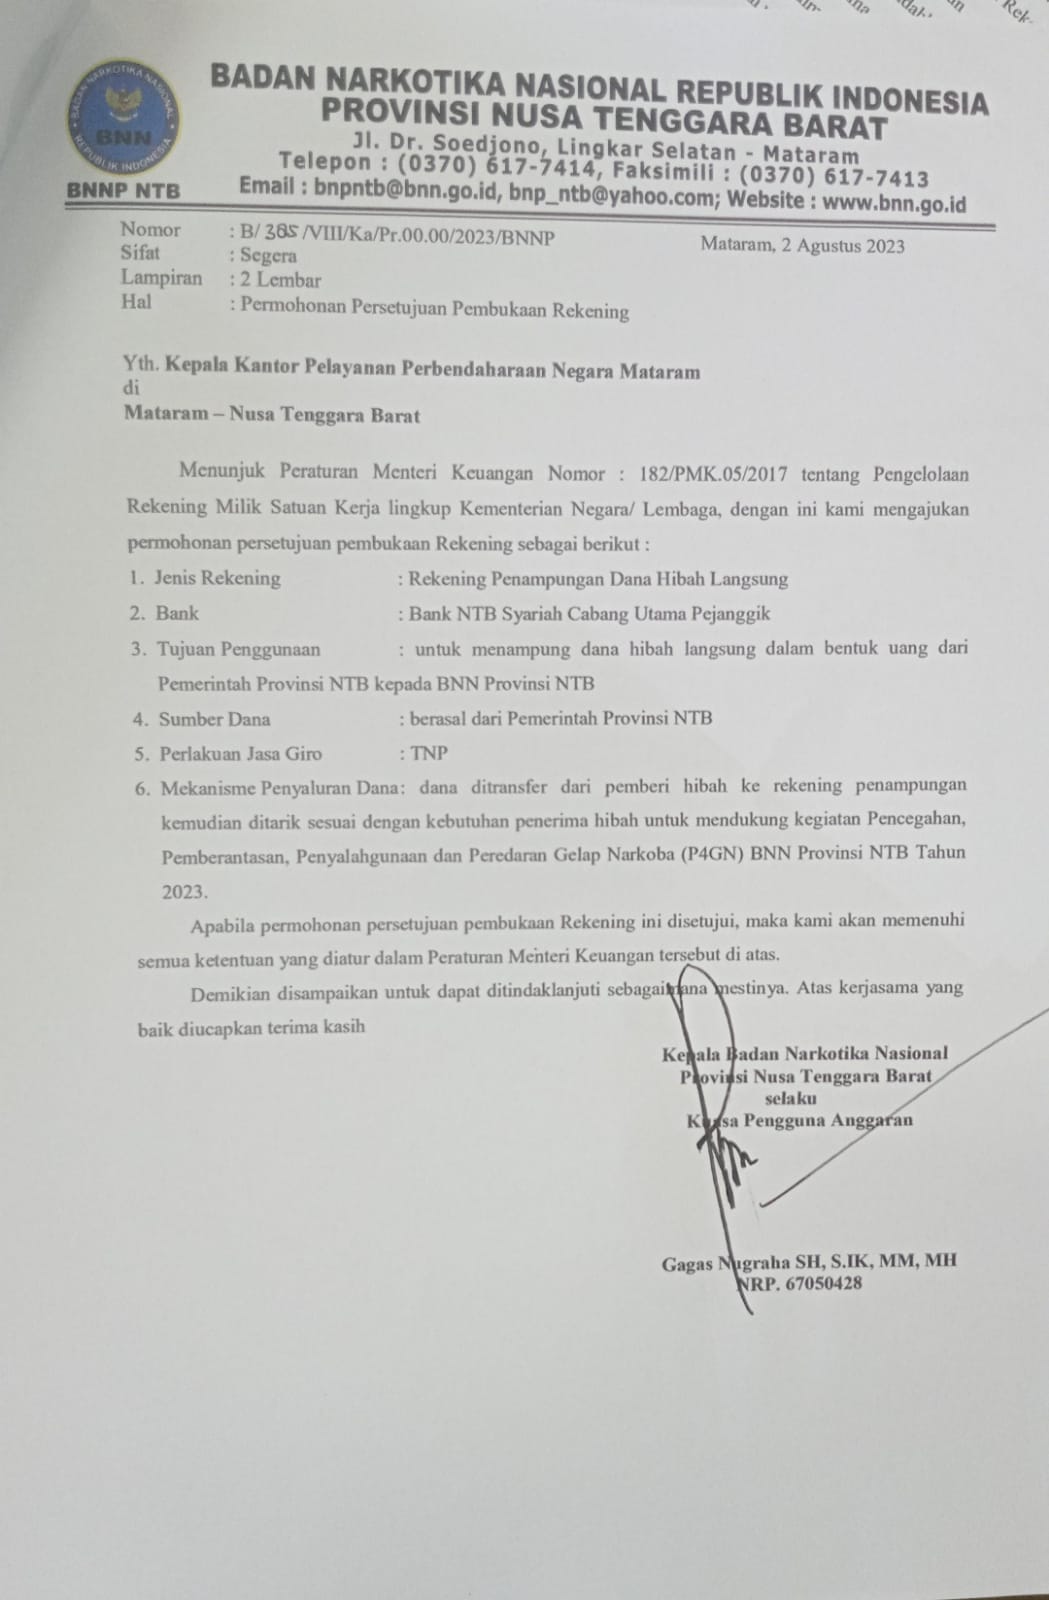 Rek-
BADAN NARKOTIKA NASIONAL
BNN
REPUBLIK INDONESIA
BNNP NTB
BADAN NARKOTIKA NASIONAL REPUBLIK INDONESIA
PROVINSI NUSA TENGGARA BARAT
Jl. Dr. Soedjono, Lingkar Selatan - Mataram
Telepon : (0370) 617-7414, Faksimili : (0370) 617-7413
Email : bnpntb@bnn.go.id, bnp_ntb@yahoo.com; Website : www.bnn.go.id
Nomor : B/ 385 /VIII/Ka/Pr.00.00/2023/BNNP Mataram, 2 Agustus 2023
Sifat : Segera
Lampiran : 2 Lembar
Hal : Permohonan Persetujuan Pembukaan Rekening
Yth. Kepala Kantor Pelayanan Perbendaharaan Negara Mataram
di
Mataram – Nusa Tenggara Barat
Menunjuk Peraturan Menteri Keuangan Nomor : 182/PMK.05/2017 tentang Pengelolaan
Rekening Milik Satuan Kerja lingkup Kementerian Negara/ Lembaga, dengan ini kami mengajukan
permohonan persetujuan pembukaan Rekening sebagai berikut :
1. Jenis Rekening : Rekening Penampungan Dana Hibah Langsung
2. Bank : Bank NTB Syariah Cabang Utama Pejanggik
3. Tujuan Penggunaan : untuk menampung dana hibah langsung dalam bentuk uang dari
Pemerintah Provinsi NTB kepada BNN Provinsi NTB
4. Sumber Dana : berasal dari Pemerintah Provinsi NTB
5. Perlakuan Jasa Giro : TNP
6. Mekanisme Penyaluran Dana: dana ditransfer dari pemberi hibah ke rekening penampungan
kemudian ditarik sesuai dengan kebutuhan penerima hibah untuk mendukung kegiatan Pencegahan,
Pemberantasan, Penyalahgunaan dan Peredaran Gelap Narkoba (P4GN) BNN Provinsi NTB Tahun
2023.
Apabila permohonan persetujuan pembukaan Rekening ini disetujui, maka kami akan memenuhi
semua ketentuan yang diatur dalam Peraturan Menteri Keuangan tersebut di atas.
Demikian disampaikan untuk dapat ditindaklanjuti sebagaimana mestinya. Atas kerjasama yang
baik diucapkan terima kasih
Kepala Badan Narkotika Nasional
Provinsi Nusa Tenggara Barat
selaku
Kuasa Pengguna Anggaran
Gagas Nugraha SH, S.IK, MM, MH
NRP. 67050428